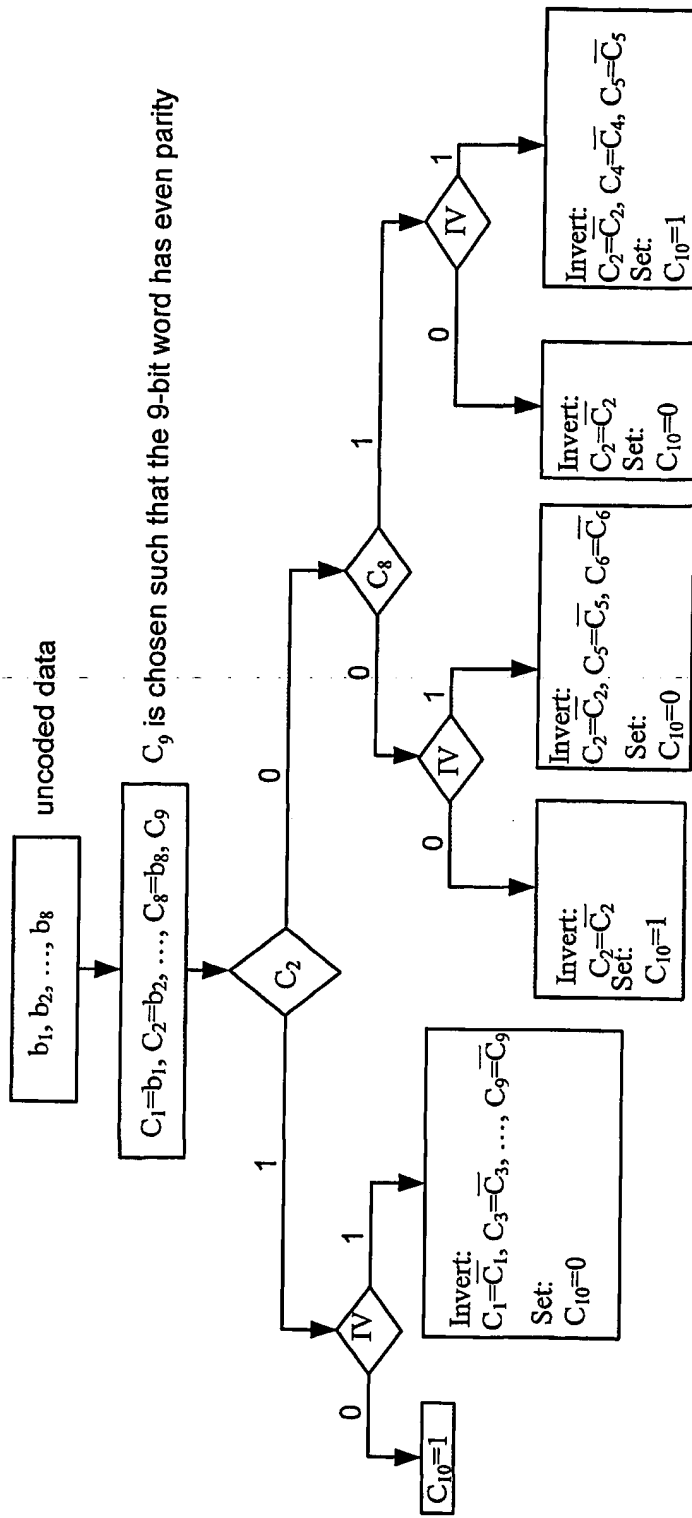 b₁, b₂, ..., b₈
uncoded data
C₁=b₁, C₂=b₂, ..., C₈=b₈, C₉
C₉ is chosen such that the 9-bit word has even parity
C₂
1
0
IV
0
1
C₈
0
1
IV
0
1
IV
0
1
C₁₀=1
Invert:
C₁=C̅₁, C₃=C̅₃, ..., C₉=C̅₉
Set:
C₁₀=0
Invert:
C₂=C̅₂
Set:
C₁₀=1
Invert:
C₂=C̅₂, C₅=C̅₅, C₆=C̅₆
Set:
C₁₀=0
Invert:
C₂=C̅₂
Set:
C₁₀=0
Invert:
C₂=C̅₂, C₄=C̅₄, C₅=C̅₅
Set:
C₁₀=1